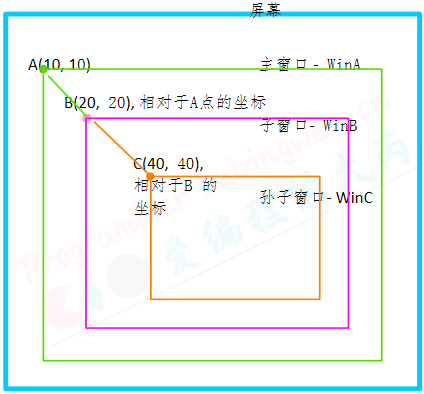 屏幕
A(10, 10)
主窗口 - WinA
B(20, 20), 相对于A点的坐标
子窗口- WinB
C(40, 40),
相对于B 的
坐标
孙子窗口- WinC
爱编程的大丙